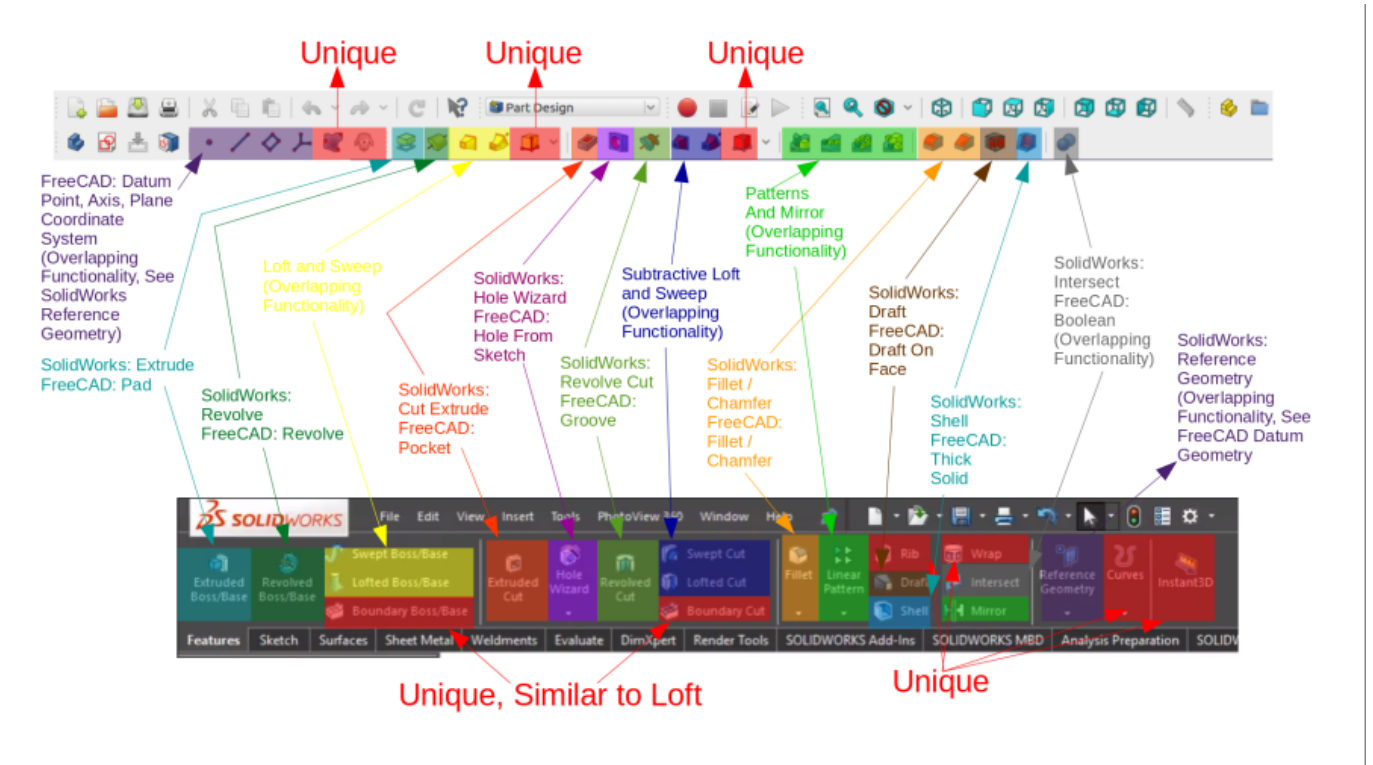 Unique
Unique
Unique
Part Design
FreeCAD: Datum
Point, Axis, Plane
Coordinate
System
(Overlapping
Functionality, See
SolidWorks
Reference
Geometry)
SolidWorks: Extrude
FreeCAD: Pad
SolidWorks:
Revolve
FreeCAD: Revolve
Loft and Sweep
(Overlapping
Functionality)
SolidWorks:
Cut Extrude
FreeCAD:
Pocket
SolidWorks:
Hole Wizard
FreeCAD:
Hole From
Sketch
SolidWorks:
Revolve Cut
FreeCAD:
Groove
Subtractive Loft
and Sweep
(Overlapping
Functionality)
Patterns
And Mirror
(Overlapping
Functionality)
SolidWorks:
Fillet /
Chamfer
FreeCAD:
Fillet /
Chamfer
SolidWorks:
Draft
FreeCAD:
Draft On
Face
SolidWorks:
Shell
FreeCAD:
Thick
Solid
SolidWorks:
Intersect
FreeCAD:
Boolean
(Overlapping
Functionality)
SolidWorks:
Reference
Geometry
(Overlapping
Functionality, See
FreeCAD Datum
Geometry
SOLIDWORKS
File Edit View Insert Tools PhotoView 360 Window Help
Extruded
Boss/Base
Revolved
Boss/Base
Swept Boss/Base
Lofted Boss/Base
Boundary Boss/Base
Extruded
Cut
Hole
Wizard
Revolved
Cut
Swept Cut
Lofted Cut
Boundary Cut
Fillet
Linear
Pattern
Rib
Draft
Shell
Wrap
Intersect
Mirror
Reference
Geometry
Curves
Instant3D
Features Sketch Surfaces Sheet Metal Weldments Evaluate DimXpert Render Tools SOLIDWORKS Add-Ins SOLIDWORKS MBD Analysis Preparation SOLIDW
Unique, Similar to Loft
Unique